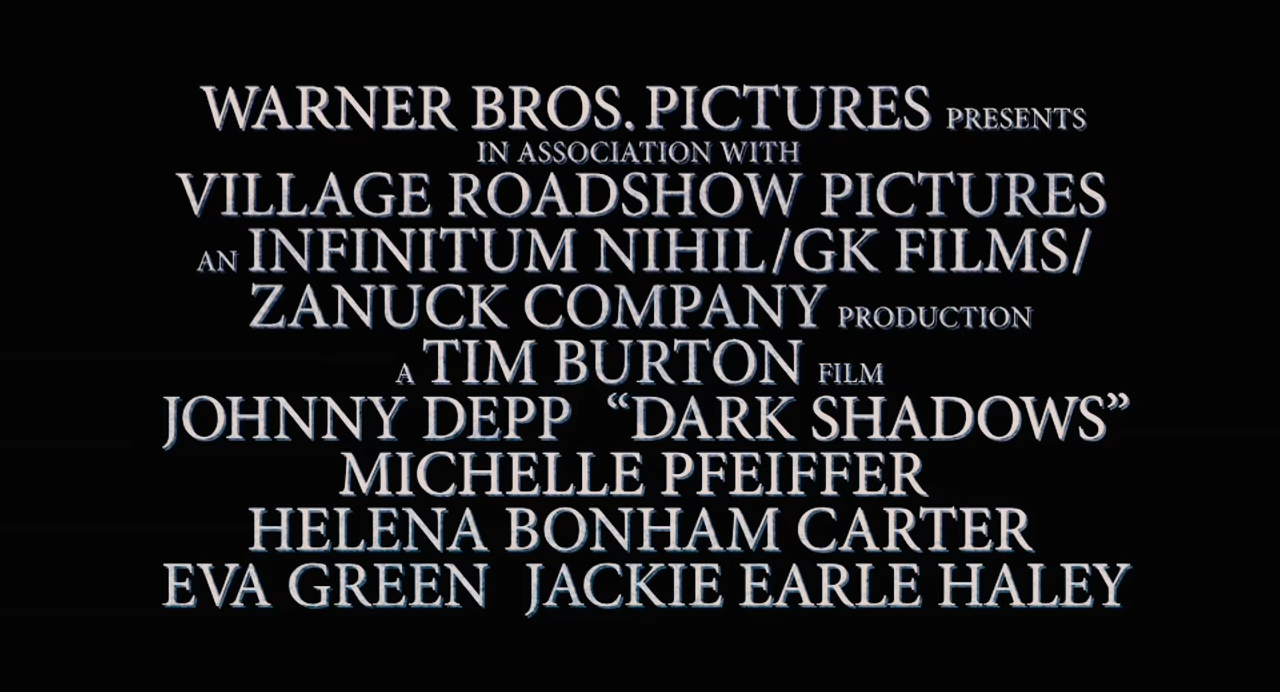 WARNER BROS. PICTURES PRESENTS
IN ASSOCIATION WITH
VILLAGE ROADSHOW PICTURES
AN INFINITUM NIHIL/GK FILMS/
ZANUCK COMPANY PRODUCTION
A TIM BURTON FILM
JOHNNY DEPP “DARK SHADOWS”
MICHELLE PFEIFFER
HELENA BONHAM CARTER
EVA GREEN JACKIE EARLE HALEY